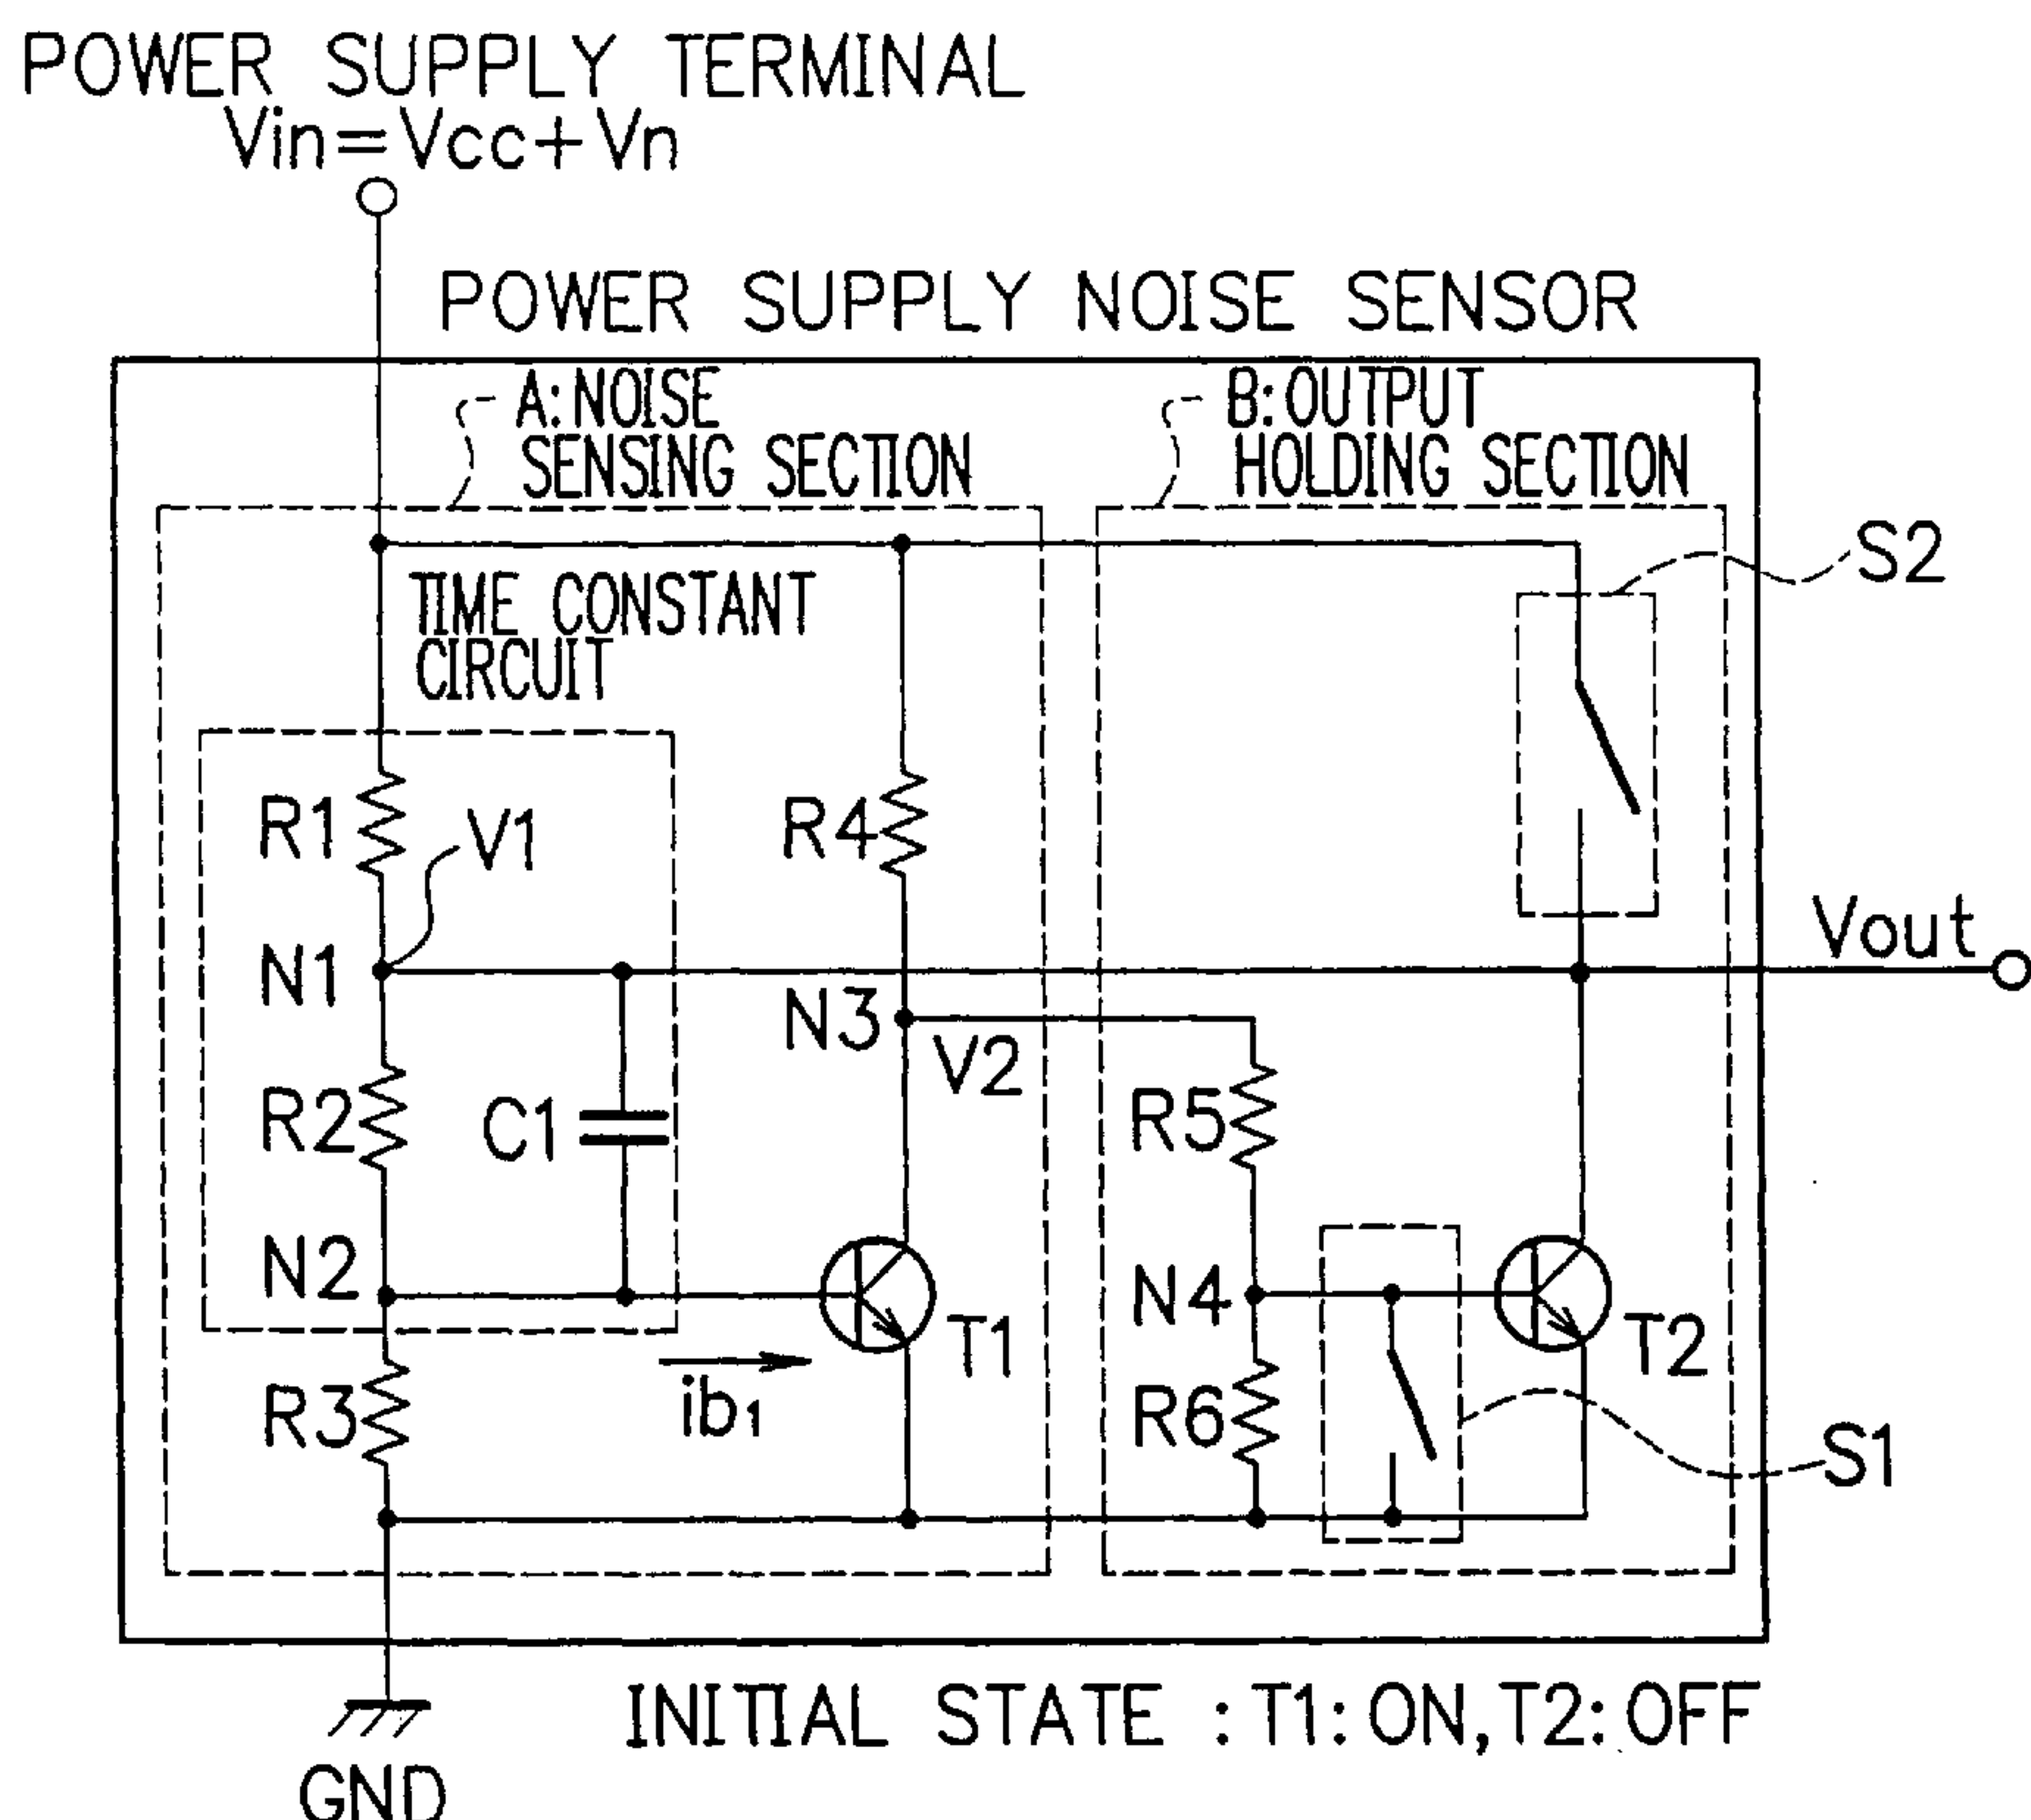 POWER SUPPLY TERMINAL
Vin=Vcc+Vn
POWER SUPPLY NOISE SENSOR
A:NOISE
SENSING SECTION
B:OUTPUT
HOLDING SECTION
S2
TIME CONSTANT
CIRCUIT
R1
V1
R4
Vout
N1
N3
V2
R2
C1
R5
N2
N4
T1
T2
ib1
R3
R6
S1
INITIAL STATE :T1:ON,T2:OFF
GND